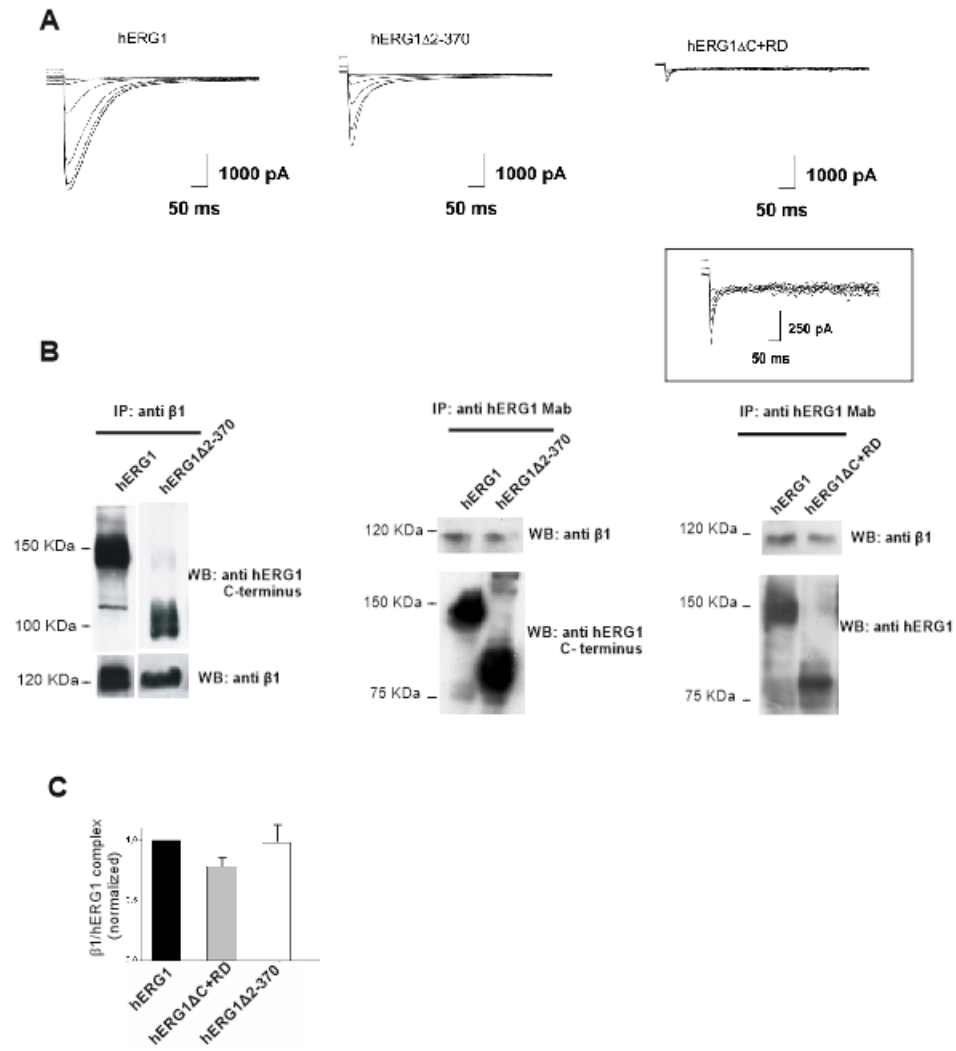 A
hERG1
hERG1Δ2-370
hERG1ΔC+RD
1000 pA
50 ms
1000 pA
50 ms
1000 pA
50 ms
250 pA
50 ms
B
IP: anti β1
hERG1
hERG1Δ2-370
150 KDa
WB: anti hERG1
C-terminus
100 KDa
120 KDa
WB: anti β1
IP: anti hERG1 Mab
hERG1
hERG1Δ2-370
120 KDa
WB: anti β1
150 KDa
WB: anti hERG1
C- terminus
75 KDa
IP: anti hERG1 Mab
hERG1
hERG1ΔC+RD
120 KDa
WB: anti β1
150 KDa
WB: anti hERG1
75 KDa
C
β1/hERG1 complex
(normalized)
hERG1
hERG1ΔC+RD
hERG1Δ2-370